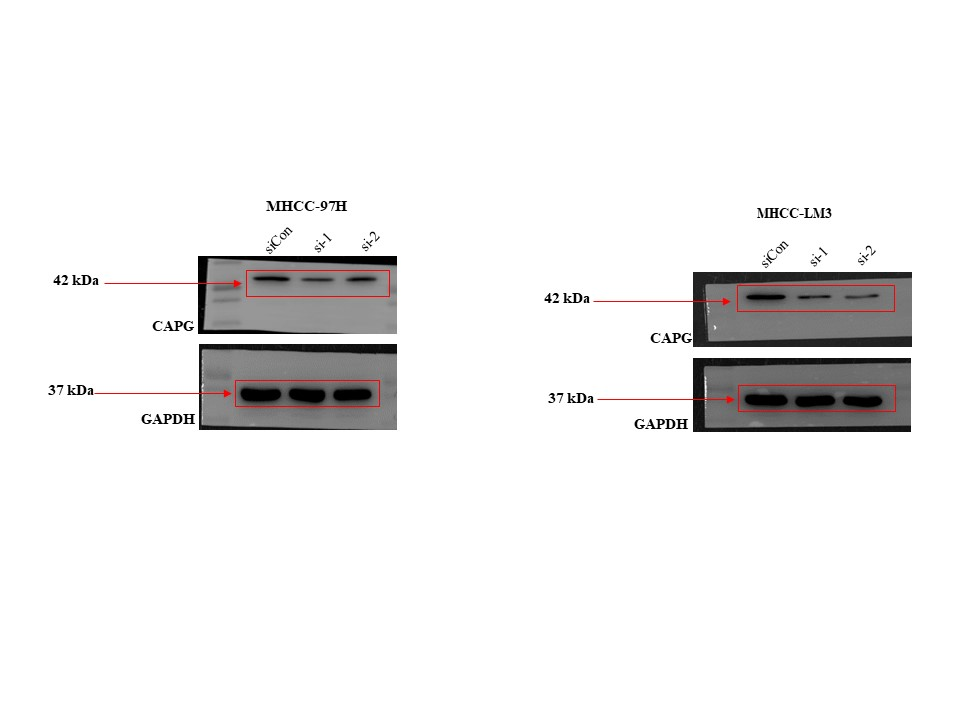 MHCC-97H
siCon si-1 si-2
42 kDa
CAPG
37 kDa
GAPDH
MHCC-LM3
siCon si-1 si-2
42 kDa
CAPG
37 kDa
GAPDH